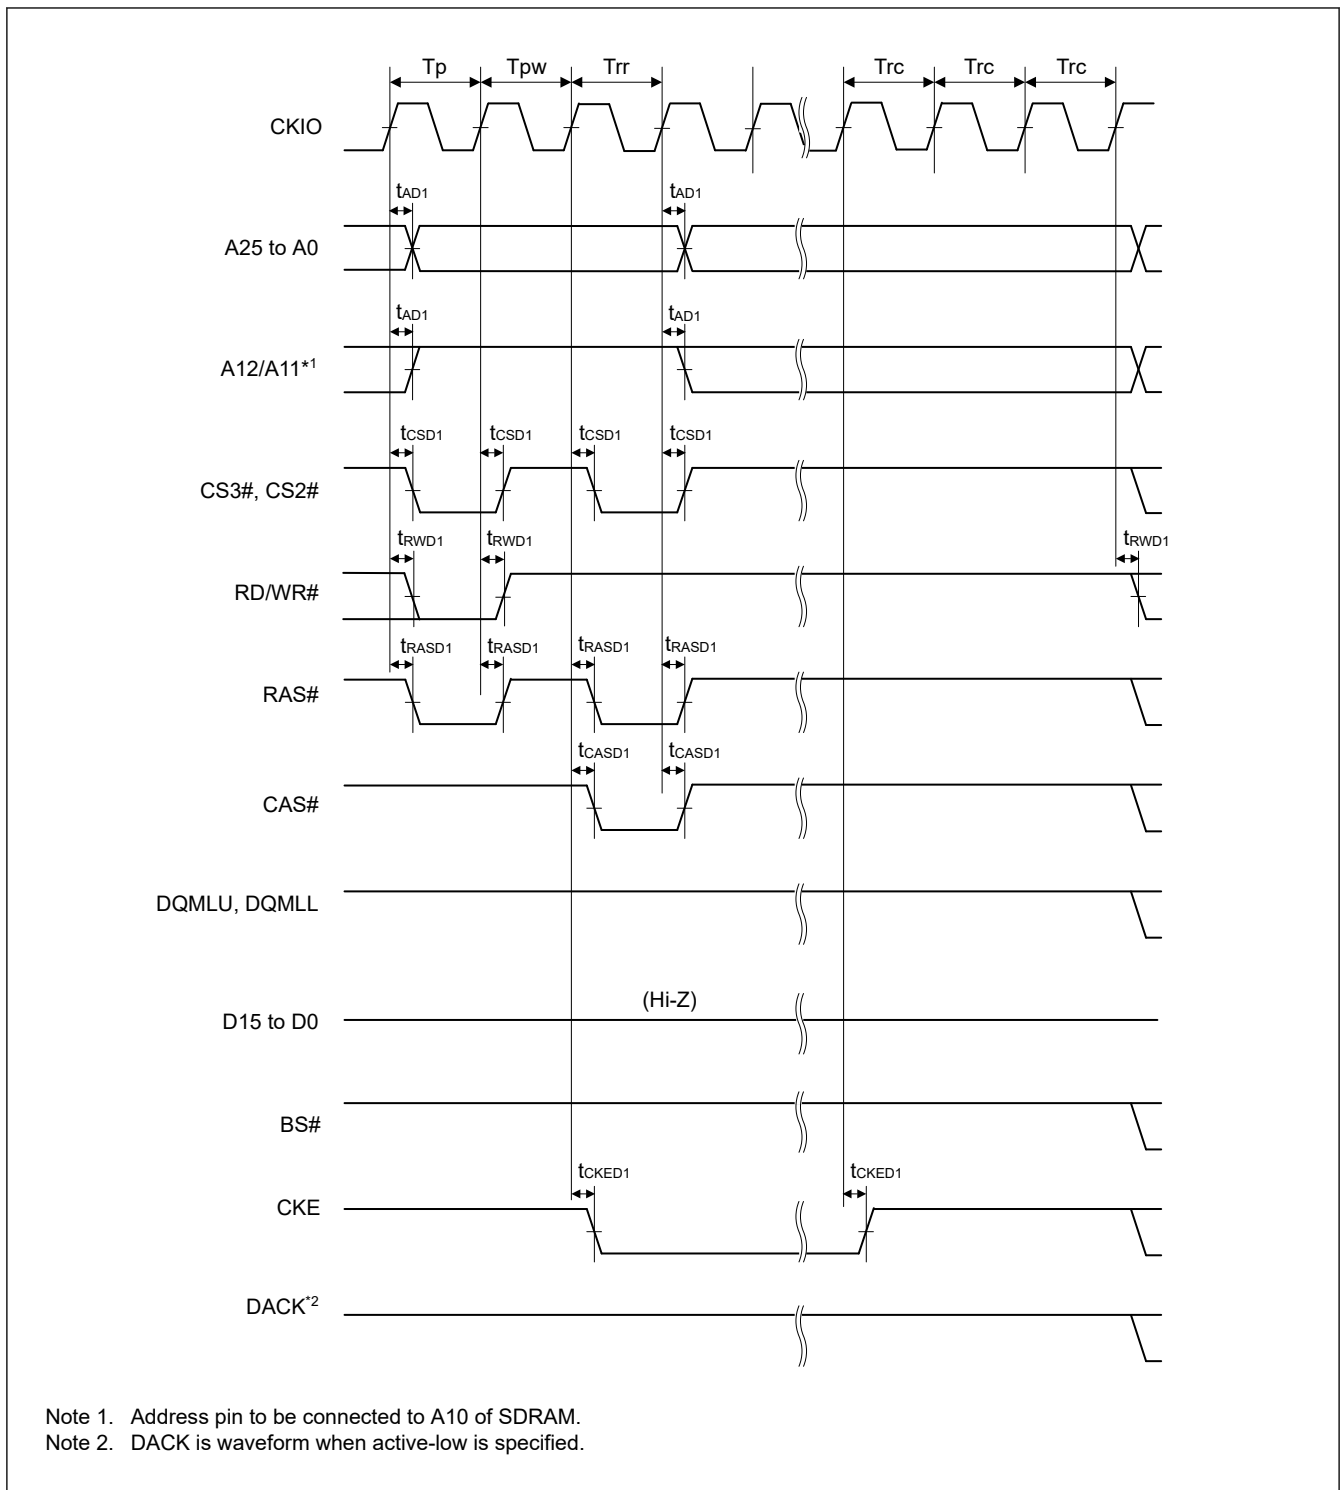 Tp Tpw Trr Trc Trc Trc
CKIO
tAD1 tAD1
A25 to A0
tAD1 tAD1
A12/A11*1
tCSD1 tCSD1 tCSD1 tCSD1
CS3#, CS2#
tRWD1 tRWD1 tRWD1
RD/WR#
tRASD1 tRASD1 tRASD1 tRASD1
RAS#
tCASD1 tCASD1
CAS#
DQMLU, DQMLL
(Hi-Z)
D15 to D0
BS#
tCKED1 tCKED1
CKE
DACK*2
Note 1. Address pin to be connected to A10 of SDRAM.
Note 2. DACK is waveform when active-low is specified.